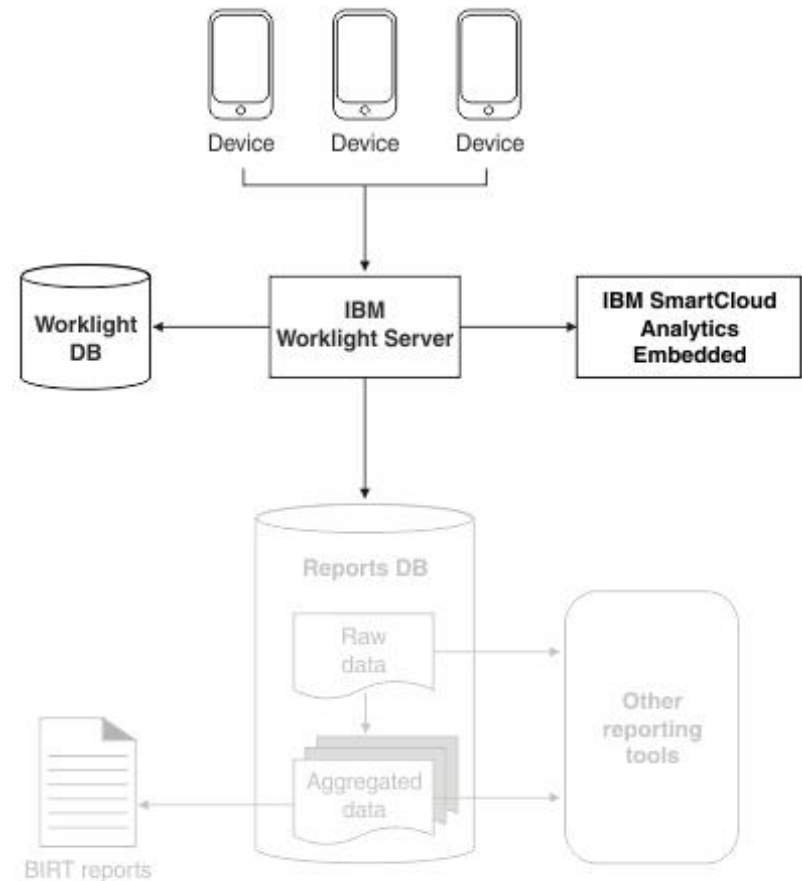 Device
Device
Device
Worklight
DB
IBM
Worklight Server
IBM SmartCloud
Analytics
Embedded
Reports DB
Raw
data
Other
reporting
tools
Aggregated
data
BIRT reports